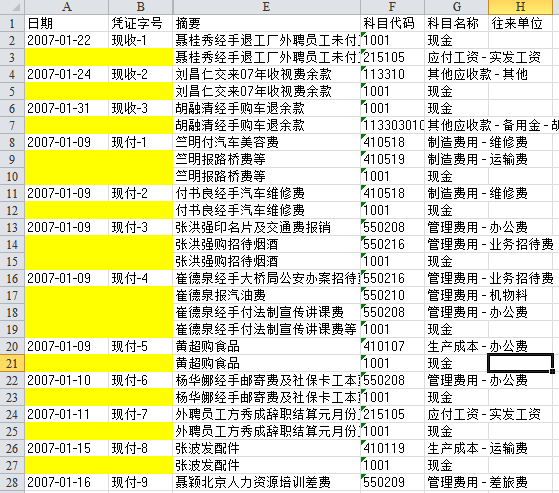 A B E F G H
1 日期 凭证字号 摘要 科目代码 科目名称 往来单位
2 2007-01-22 现收-1 聂桂秀经手退工厂外聘员工未付 1001 现金
3 聂桂秀经手退工厂外聘员工未付 215105 应付工资 - 实发工资
4 2007-01-24 现收-2 刘昌仁交来07年收视费余款 113310 其他应收款 - 其他
5 刘昌仁交来07年收视费余款 1001 现金
6 2007-01-31 现收-3 胡融清经手购车退余款 1001 现金
7 胡融清经手购车退余款 113303010 其他应收款 - 备用金 - 胡
8 2007-01-09 现付-1 竺明付汽车美容费 410518 制造费用 - 维修费
9 竺明报路桥费等 410519 制造费用 - 运输费
10 竺明报路桥费等 1001 现金
11 2007-01-09 现付-2 付书良经手汽车维修费 410518 制造费用 - 维修费
12 付书良经手汽车维修费 1001 现金
13 2007-01-09 现付-3 张洪强印名片及交通费报销 550208 管理费用 - 办公费
14 张洪强购招待烟酒 550216 管理费用 - 业务招待费
15 张洪强购招待烟酒 1001 现金
16 2007-01-09 现付-4 崔德泉经手大桥局公安办案招待 550216 管理费用 - 业务招待费
17 崔德泉报汽油费 550210 管理费用 - 机物料
18 崔德泉经手付法制宣传讲课费 550208 管理费用 - 办公费
19 崔德泉经手付法制宣传讲课费等 1001 现金
20 2007-01-09 现付-5 黄超购食品 410107 生产成本 - 办公费
21 黄超购食品 1001 现金
22 2007-01-10 现付-6 杨华娜经手邮寄费及社保卡工本 550208 管理费用 - 办公费
23 杨华娜经手邮寄费及社保卡工本 1001 现金
24 2007-01-11 现付-7 外聘员工方秀成辞职结算元月份 215105 应付工资 - 实发工资
25 外聘员工方秀成辞职结算元月份 1001 现金
26 2007-01-15 现付-8 张波发配件 410119 生产成本 - 运输费
27 张波发配件 1001 现金
28 2007-01-16 现付-9 聂颖北京人力资源培训差费 550209 管理费用 - 差旅费